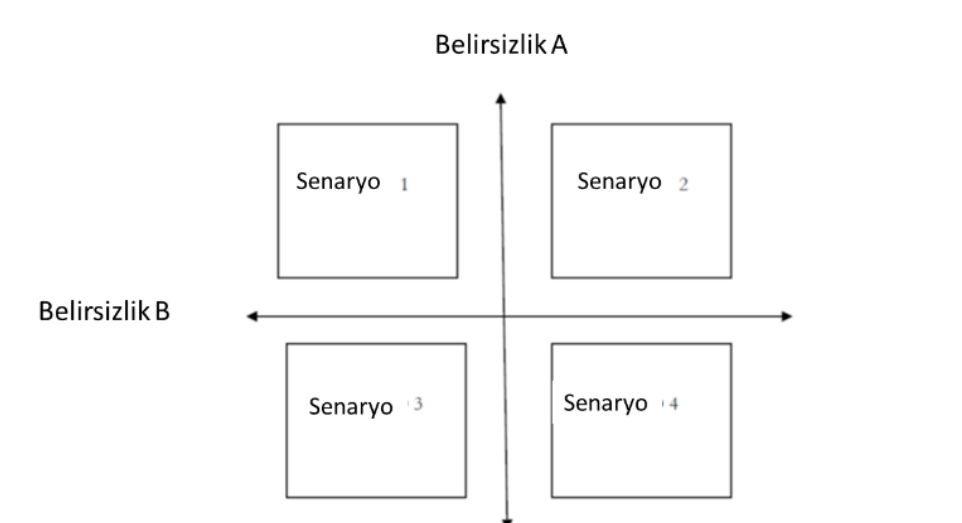 Belirsizlik A
Senaryo 1
Senaryo 2
Belirsizlik B
Senaryo 3
Senaryo 4